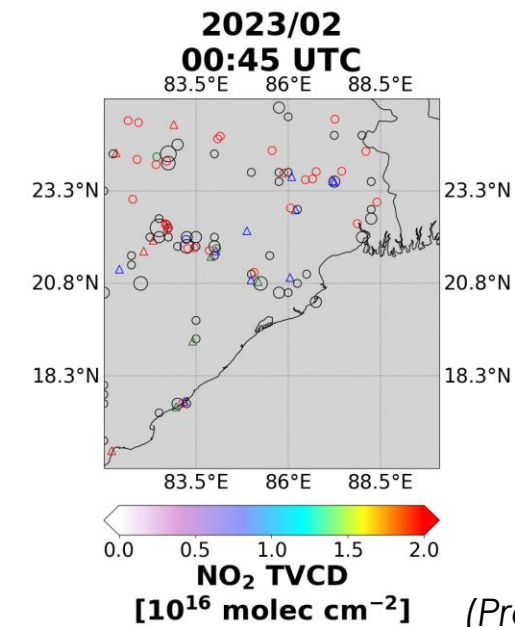 2023/02
00:45 UTC
83.5°E 86°E 88.5°E
23.3°N 23.3°N
20.8°N 20.8°N
18.3°N 18.3°N
83.5°E 86°E 88.5°E
0.0 0.5 1.0 1.5 2.0
NO₂ TVCD
[10¹⁶ molec cm⁻²] (Pr